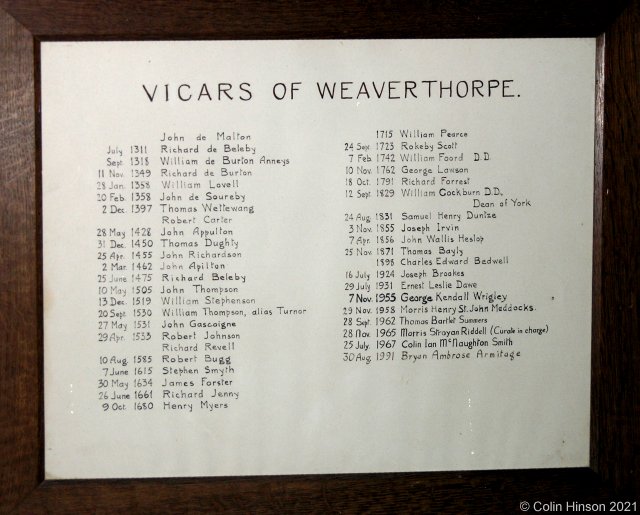 VICARS OF WEAVERTHORPE.
John de Malton
July 1311 Richard de Beleby
Sept 1318 William de Burton Anneys
11 Nov. 1349 Richard de Burton
28 Jan. 1358 William Lovell
20 Feb. 1358 John de Soureby
2 Dec. 1397 Thomas Wettewang
Robert Carter
28 May 1428 John Appulton
31 Dec. 1450 Thomas Dughty
25 Apr. 1455 John Richardson
2 Mar. 1462 John Apilton
25 June 1475 Richard Beleby
10 May 1505 John Thompson
13 Dec. 1519 William Stephenson
20 Sept. 1530 William Thompson, alias Turnor
27 May 1531 John Gascoigne
29 Apr. 1533 Robert Johnson
Richard Revell
10 Aug. 1585 Robert Bugg
7 June 1615 Stephen Smyth
30 May 1634 James Forster
26 June 1661 Richard Jenny
9 Oct. 1680 Henry Myers
1715 William Pearce
24 Sept. 1723 Rokeby Scott
7 Feb. 1742 William Foord D.D.
10 Nov. 1762 George Lawson
18 Oct. 1791 Richard Forrest
12 Sept. 1829 William Cockburn D.D.,
Dean of York
24 Aug. 1831 Samuel Henry Duntze
3 Nov. 1855 Joseph Irvin
7 Apr. 1856 John Wallis Heslop
25 Nov. 1871 Thomas Bayly
1898 Charles Edward Bedwell
16 July 1924 Joseph Brookes
29 July 1931 Ernest Leslie Dawe
7 Nov. 1955 George Kendall Wrigley
29 Nov. 1958 Morris Henry St. John Maddocks.
28 Sept. 1962 Thomas Bartlet Summers
28 Nov. 1965 Morris Strayan Riddell (Curate in charge)
25 July. 1967 Colin Ian McNaughton Smith
30 Aug. 1991 Bryan Ambrose Armitage
© Colin Hinson 2021